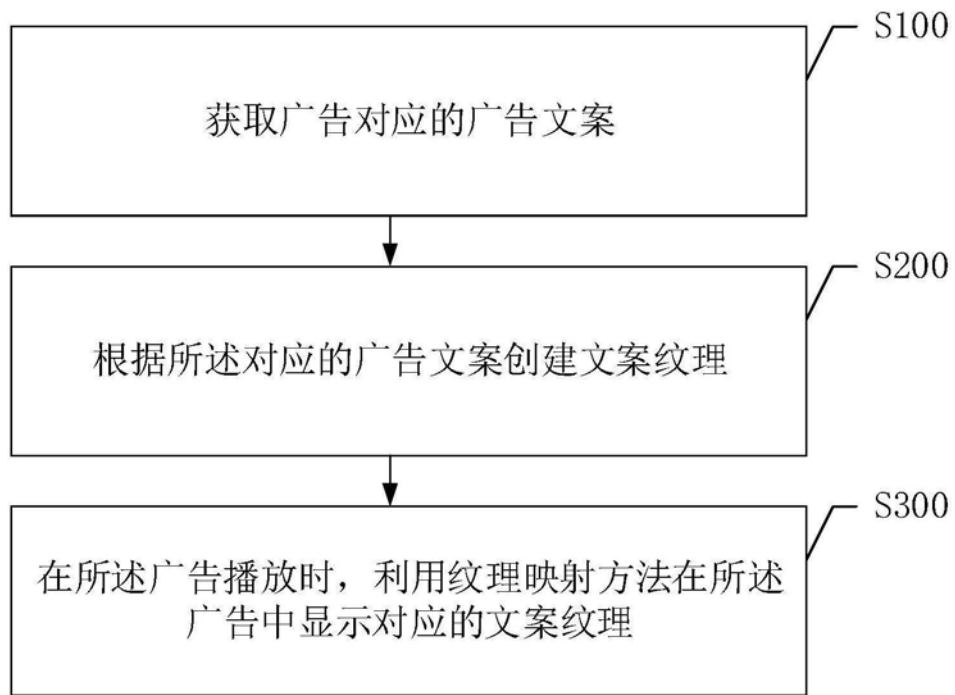 S100
获取广告对应的广告文案
S200
根据所述对应的广告文案创建文案纹理
S300
在所述广告播放时，利用纹理映射方法在所述
广告中显示对应的文案纹理